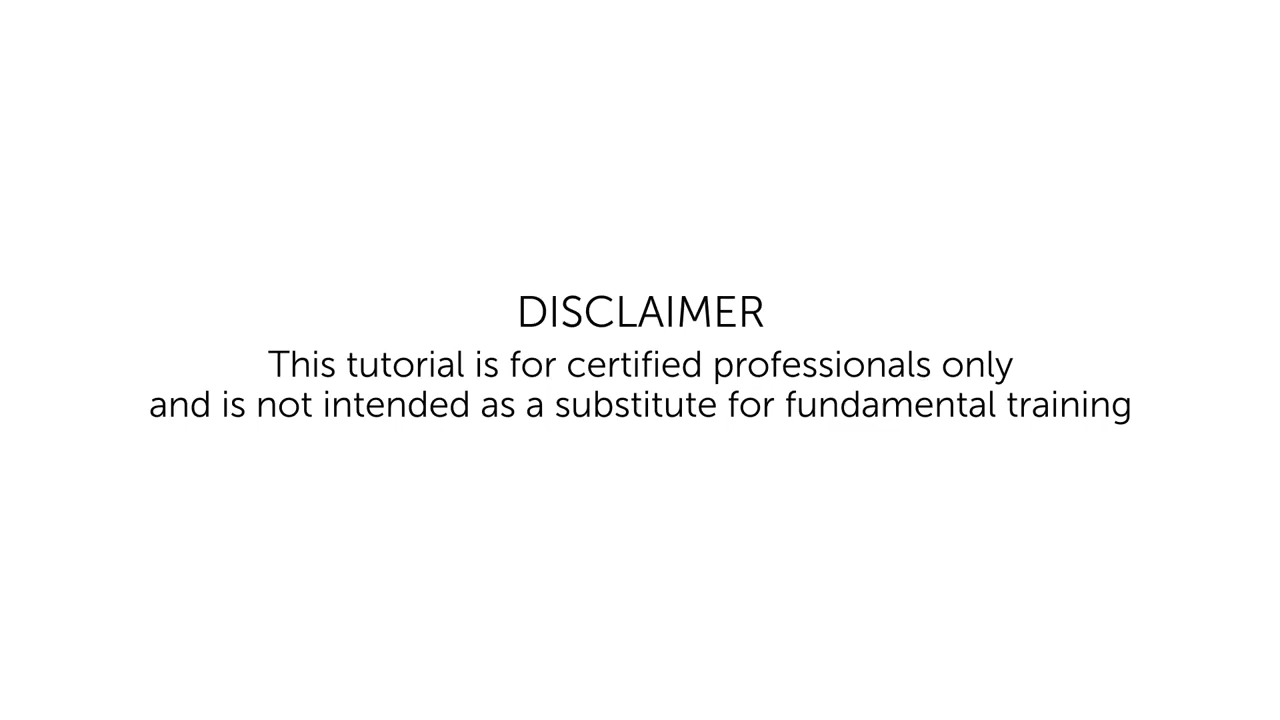 DISCLAIMER
This tutorial is for certified professionals only
and is not intended as a substitute for fundamental training